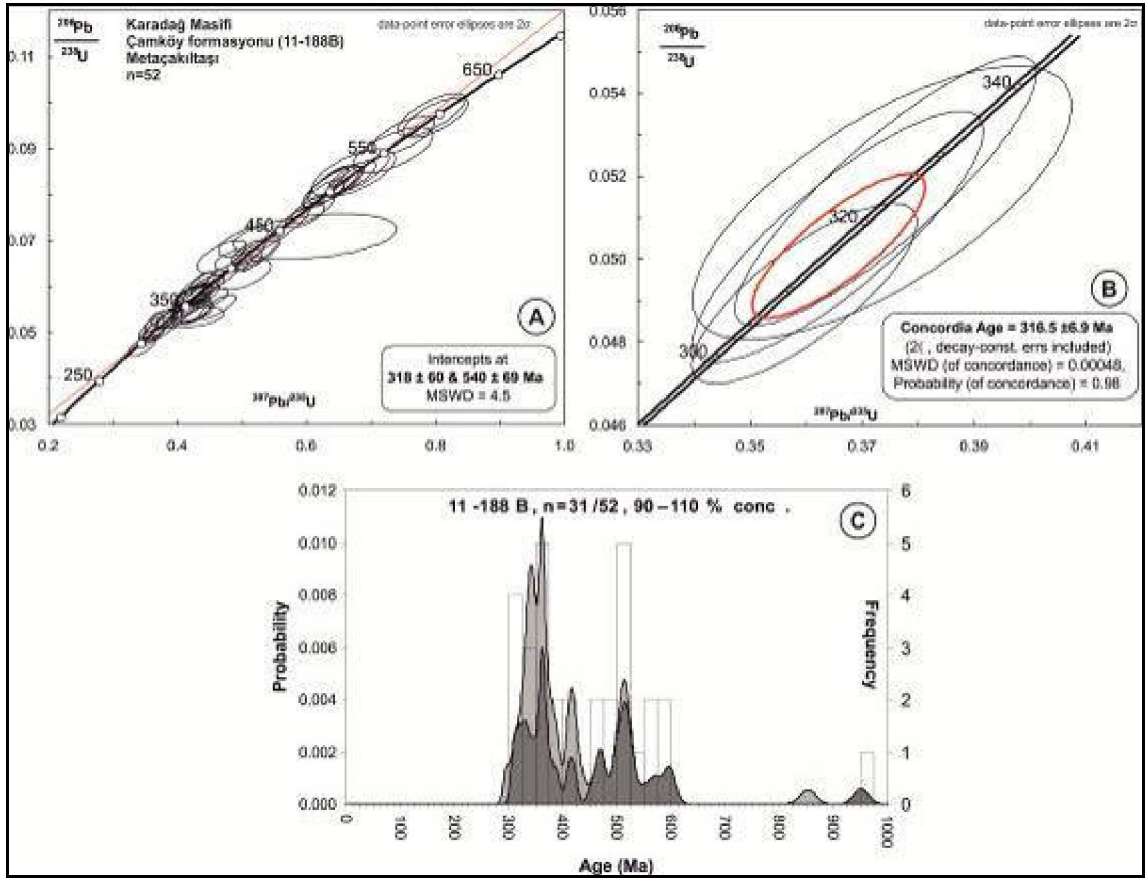 206Pb
238U
Karadağ Masifi
Çamköy formasyonu (11-188B)
Metaçakıltaşı
n=52
data-point error ellipses are 2σ
0.11
0.09
0.07
0.05
0.03
250
350
450
550
650
A
Intercepts at
318 ± 60 & 540 ± 69 Ma
MSWD = 4.5
207Pb/235U
0.2 0.4 0.6 0.8 1.0
206Pb
238U
data-point error ellipses are 2σ
0.056
0.054
0.052
0.050
0.048
0.046
300
320
340
B
Concordia Age = 316.5 ±6.9 Ma
(2( , decay-const. errs included)
MSWD (of concordance) = 0.00048,
Probability (of concordance) = 0.98
207Pb/235U
0.33 0.35 0.37 0.39 0.41
11 -188 B , n=31/52 , 90 –110 % conc .
C
Probability
0.012
0.010
0.008
0.006
0.004
0.002
0.000
Frequency
6
5
4
3
2
1
0
0 100 200 300 400 500 600 700 800 900 1000
Age (Ma)